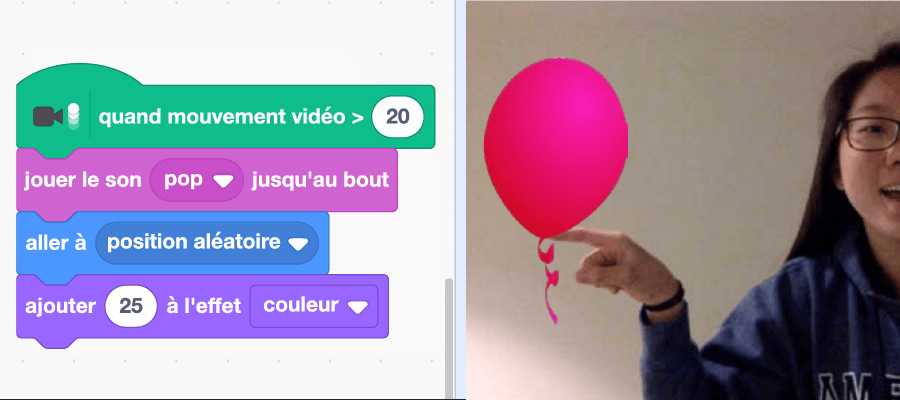 quand mouvement vidéo > 20
jouer le son pop jusqu'au bout
aller à position aléatoire
ajouter 25 à l'effet couleur